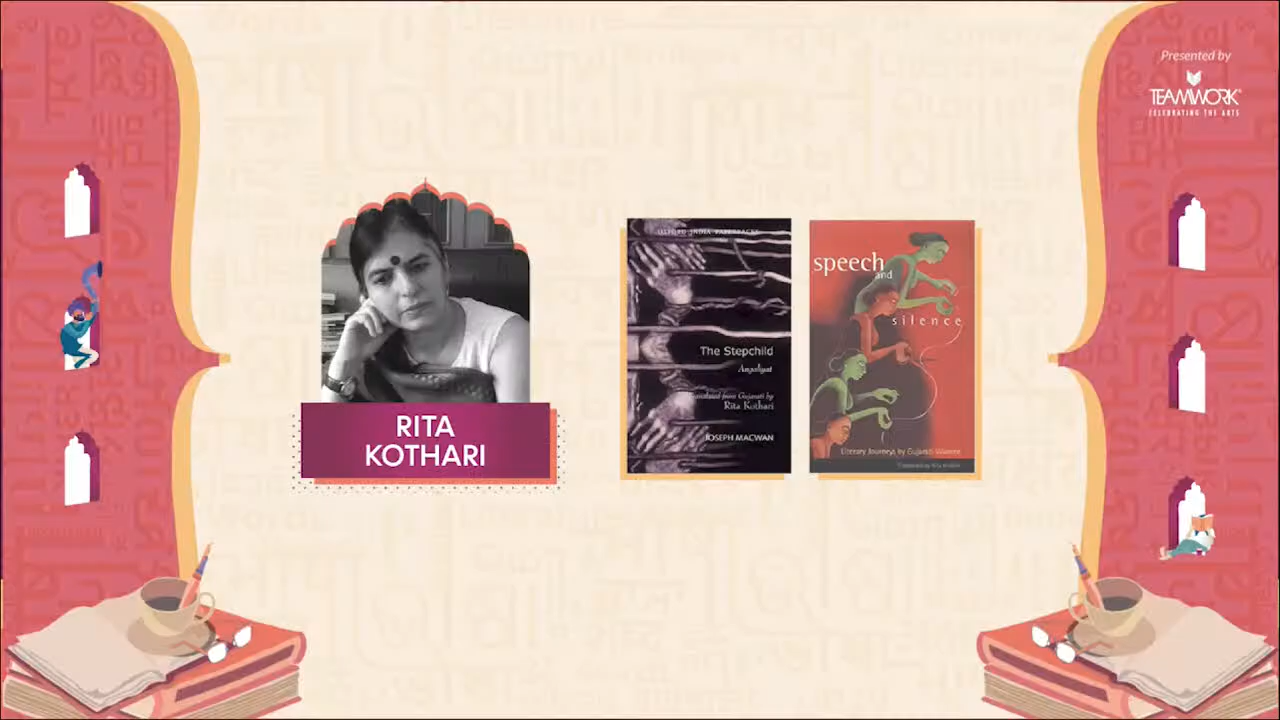 Presented by
TEAMWORK
CELEBRATING THE ARTS
RITA
KOTHARI
OXFORD INDIA PAPERBACKS
The Stepchild
Angaliyat
Translated from Gujarati by
Rita Kothari
JOSEPH MACWAN
speech
and
silence
Literary Journeys by Gujarati Women